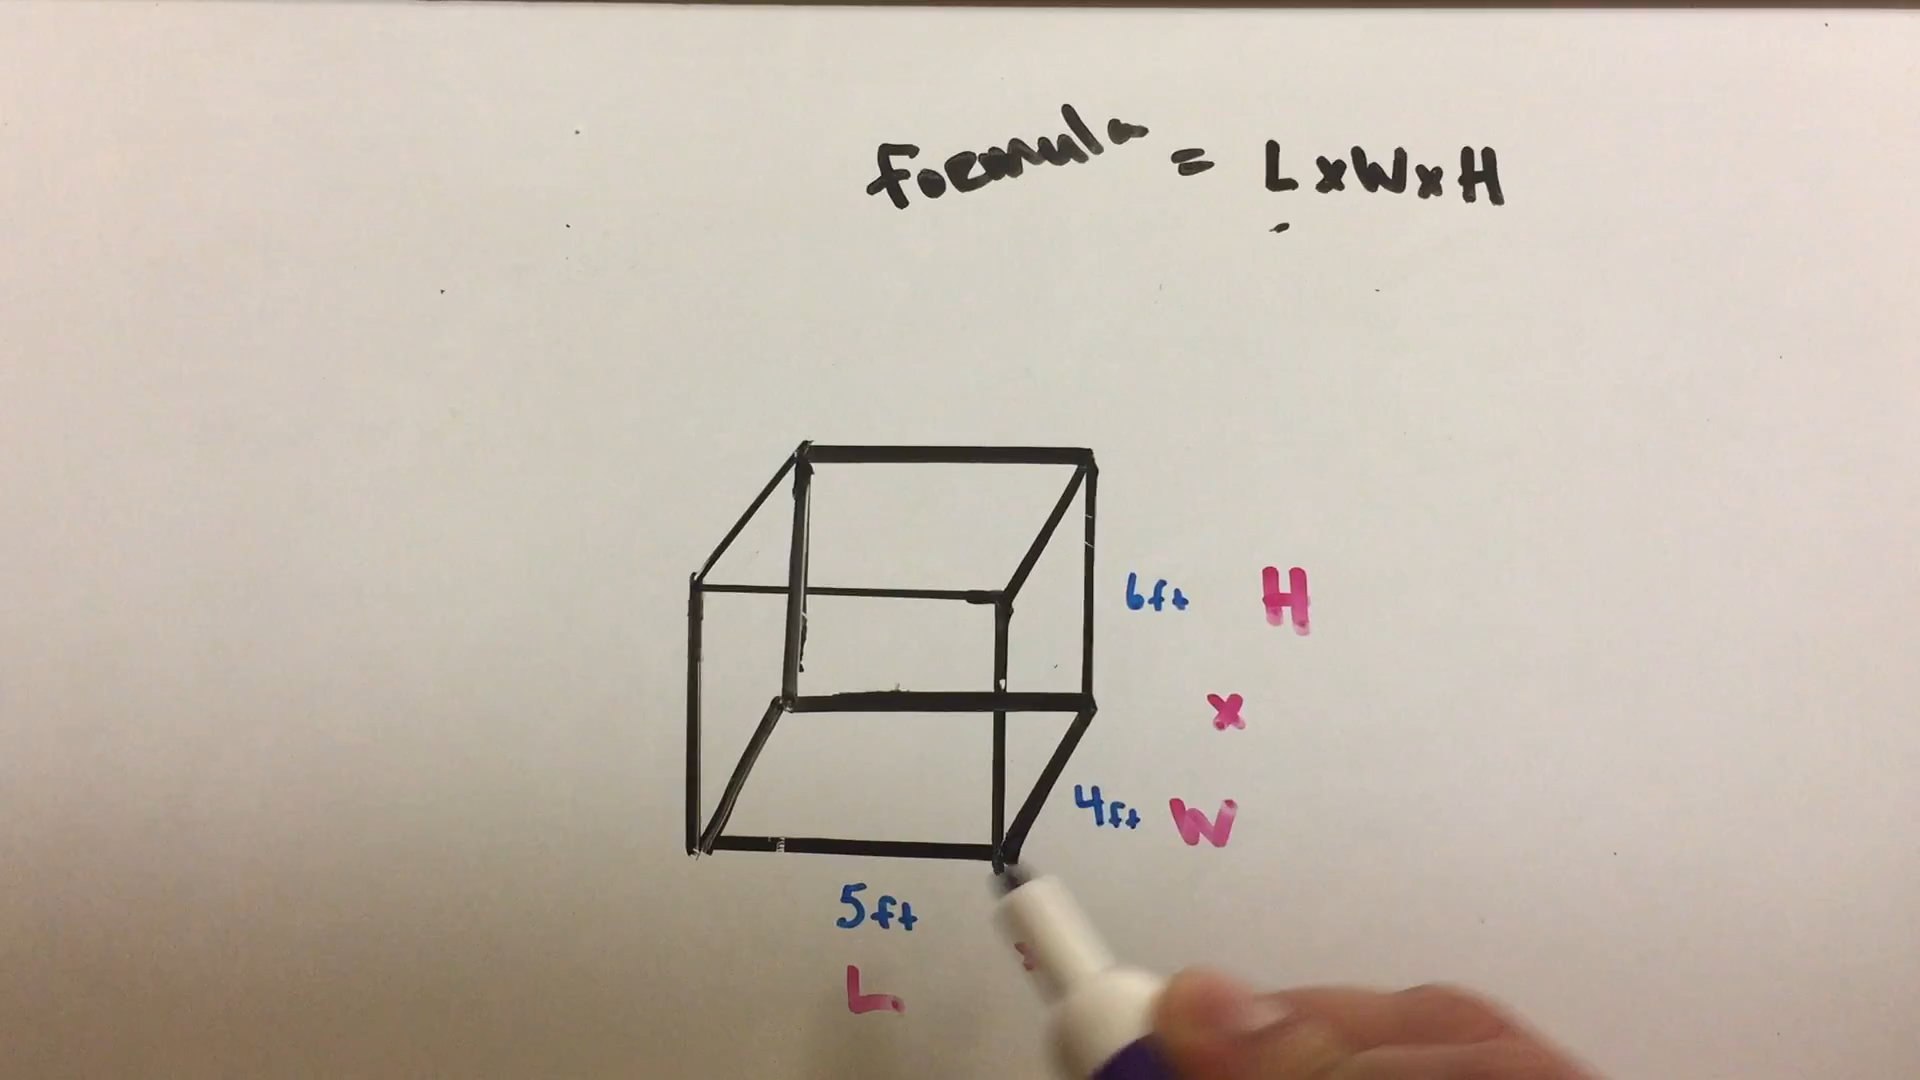 formula = L x W x H
6ft H
x
4ft W
5ft
x
L